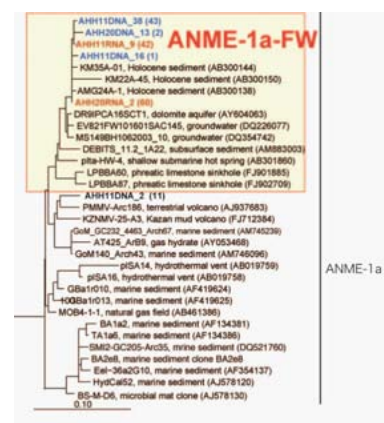 AHH11DNA_38 (43)
AHH20DNA_13 (2)
AHH11RNA_9 (42)
ANME-1a-FW
AHH11DNA_16 (1)
KM35A-01, Holocene sediment (AB300144)
KM22A-45, Holocene sediment (AB300150)
AMG24A-1, Holocene sediment (AB300138)
AHH20RNA_2 (60)
DR9IPCA16SCT1, dolomite aquifer (AY604063)
EV821FW101601SAC145, groundwater (DQ226077)
MS149BH1062003_10, groundwater (DQ354742)
DEBITS_11.2_1A22, subsurface sediment (AM883003)
pIta-HW-4, shallow submarine hot spring (AB301860)
LPBBA60, phreatic limestone sinkhole (FJ901885)
LPBBA87, phreatic limestone sinkhole (FJ902709)
AHH11DNA_2 (11)
PMMV-Arc186, terrestrial volcano (AJ937683)
KZNMV-25-A3, Kazan mud volcano (FJ712384)
GoM_GC232_4463_Arch67, marine sediment (AM745239)
AT425_ArB9, gas hydrate (AY053468)
GoM140_Arch43, marine sediment (AM746096)
ANME-1a
pISA14, hydrothermal vent (AB019759)
pISA16, hydrothermal vent (AB019758)
GBa1r010, marine sediment (AF419624)
GBa1r013, marine sediment (AF419625)
MOB4-1-1, natural gas field (AB461386)
BA1a2, marine sediment (AF134381)
TA1a6, marine sediment (AF134386)
SMI2-GC205-Arc35, mrine sediment (DQ521760)
BA2e8, marine sediment clone BA2e8
Eel-36a2G10, marine sediment (AF354137)
HydCal52, marine sediment (AJ578120)
BS-M-D6, microbial mat clone (AJ578130)
0.10